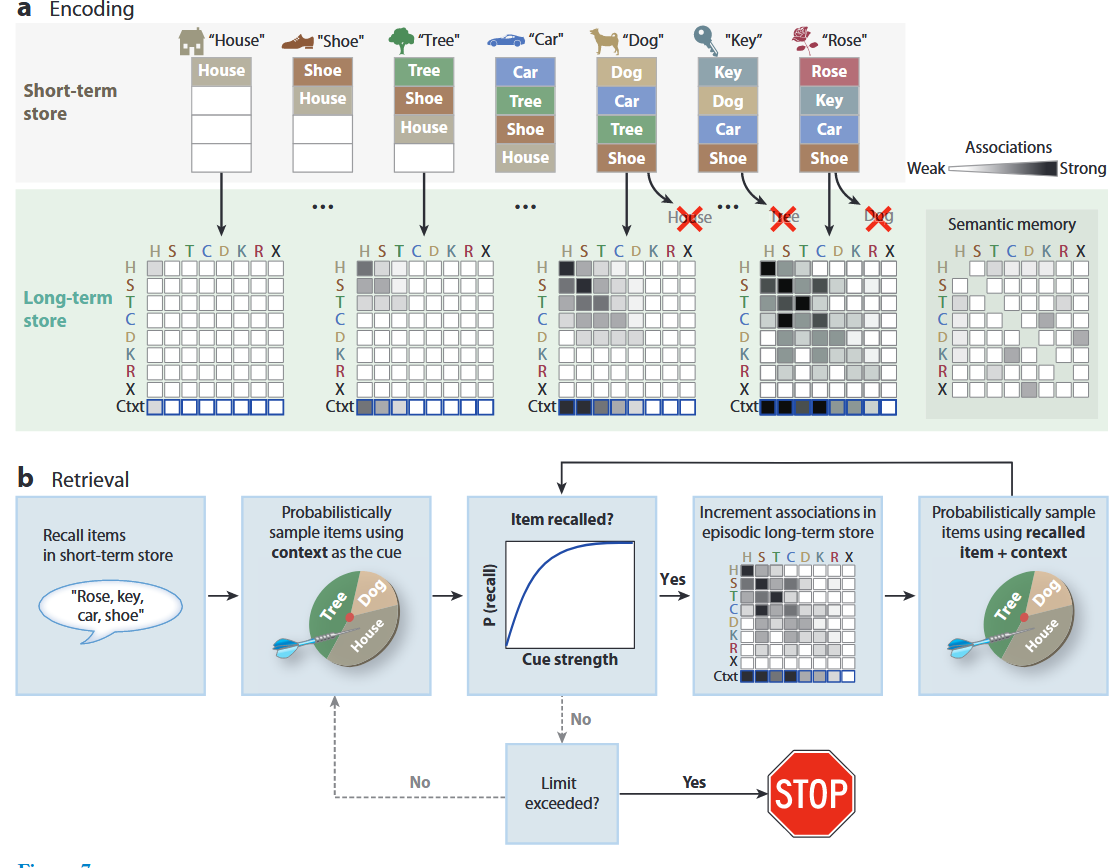 a Encoding
"House" "Shoe" "Tree" "Car" "Dog" "Key" "Rose"
Short-term
store
House
Shoe
House
Tree
Shoe
House
Car
Tree
Shoe
House
Dog
Car
Tree
Shoe
Key
Dog
Car
Shoe
Rose
Key
Car
Shoe
Associations
Weak Strong
... ... House ... Tree Dog
Long-term
store
H S T C D K R X
H
S
T
C
D
K
R
X
Ctxt
H S T C D K R X
H
S
T
C
D
K
R
X
Ctxt
H S T C D K R X
H
S
T
C
D
K
R
X
Ctxt
H S T C D K R X
H
S
T
C
D
K
R
X
Ctxt
Semantic memory
H S T C D K R X
H
S
T
C
D
K
R
X
b Retrieval
Recall items
in short-term store
"Rose, key,
car, shoe"
Probabilistically
sample items using
context as the cue
Tree
Dog
House
Item recalled?
P (recall)
Cue strength
Yes
Increment associations in
episodic long-term store
H S T C D K R X
H
S
T
C
D
K
R
X
Ctxt
Probabilistically sample
items using recalled
item + context
Tree
Dog
House
No
Limit
exceeded?
No
Yes
STOP